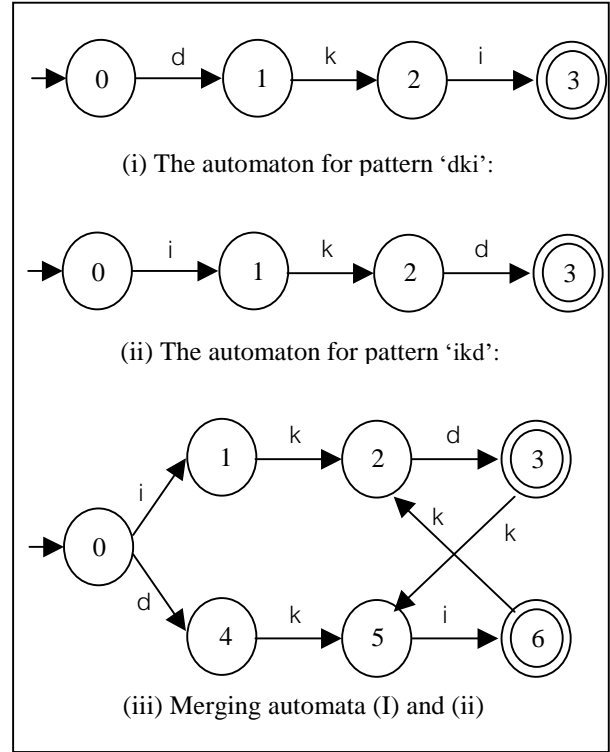 0 d 1 k 2 i 3
(i) The automaton for pattern ‘dki’:
0 i 1 k 2 d 3
(ii) The automaton for pattern ‘ikd’:
1 k 2 d 3
i k k
0
d
4 k 5 i 6
(iii) Merging automata (I) and (ii)